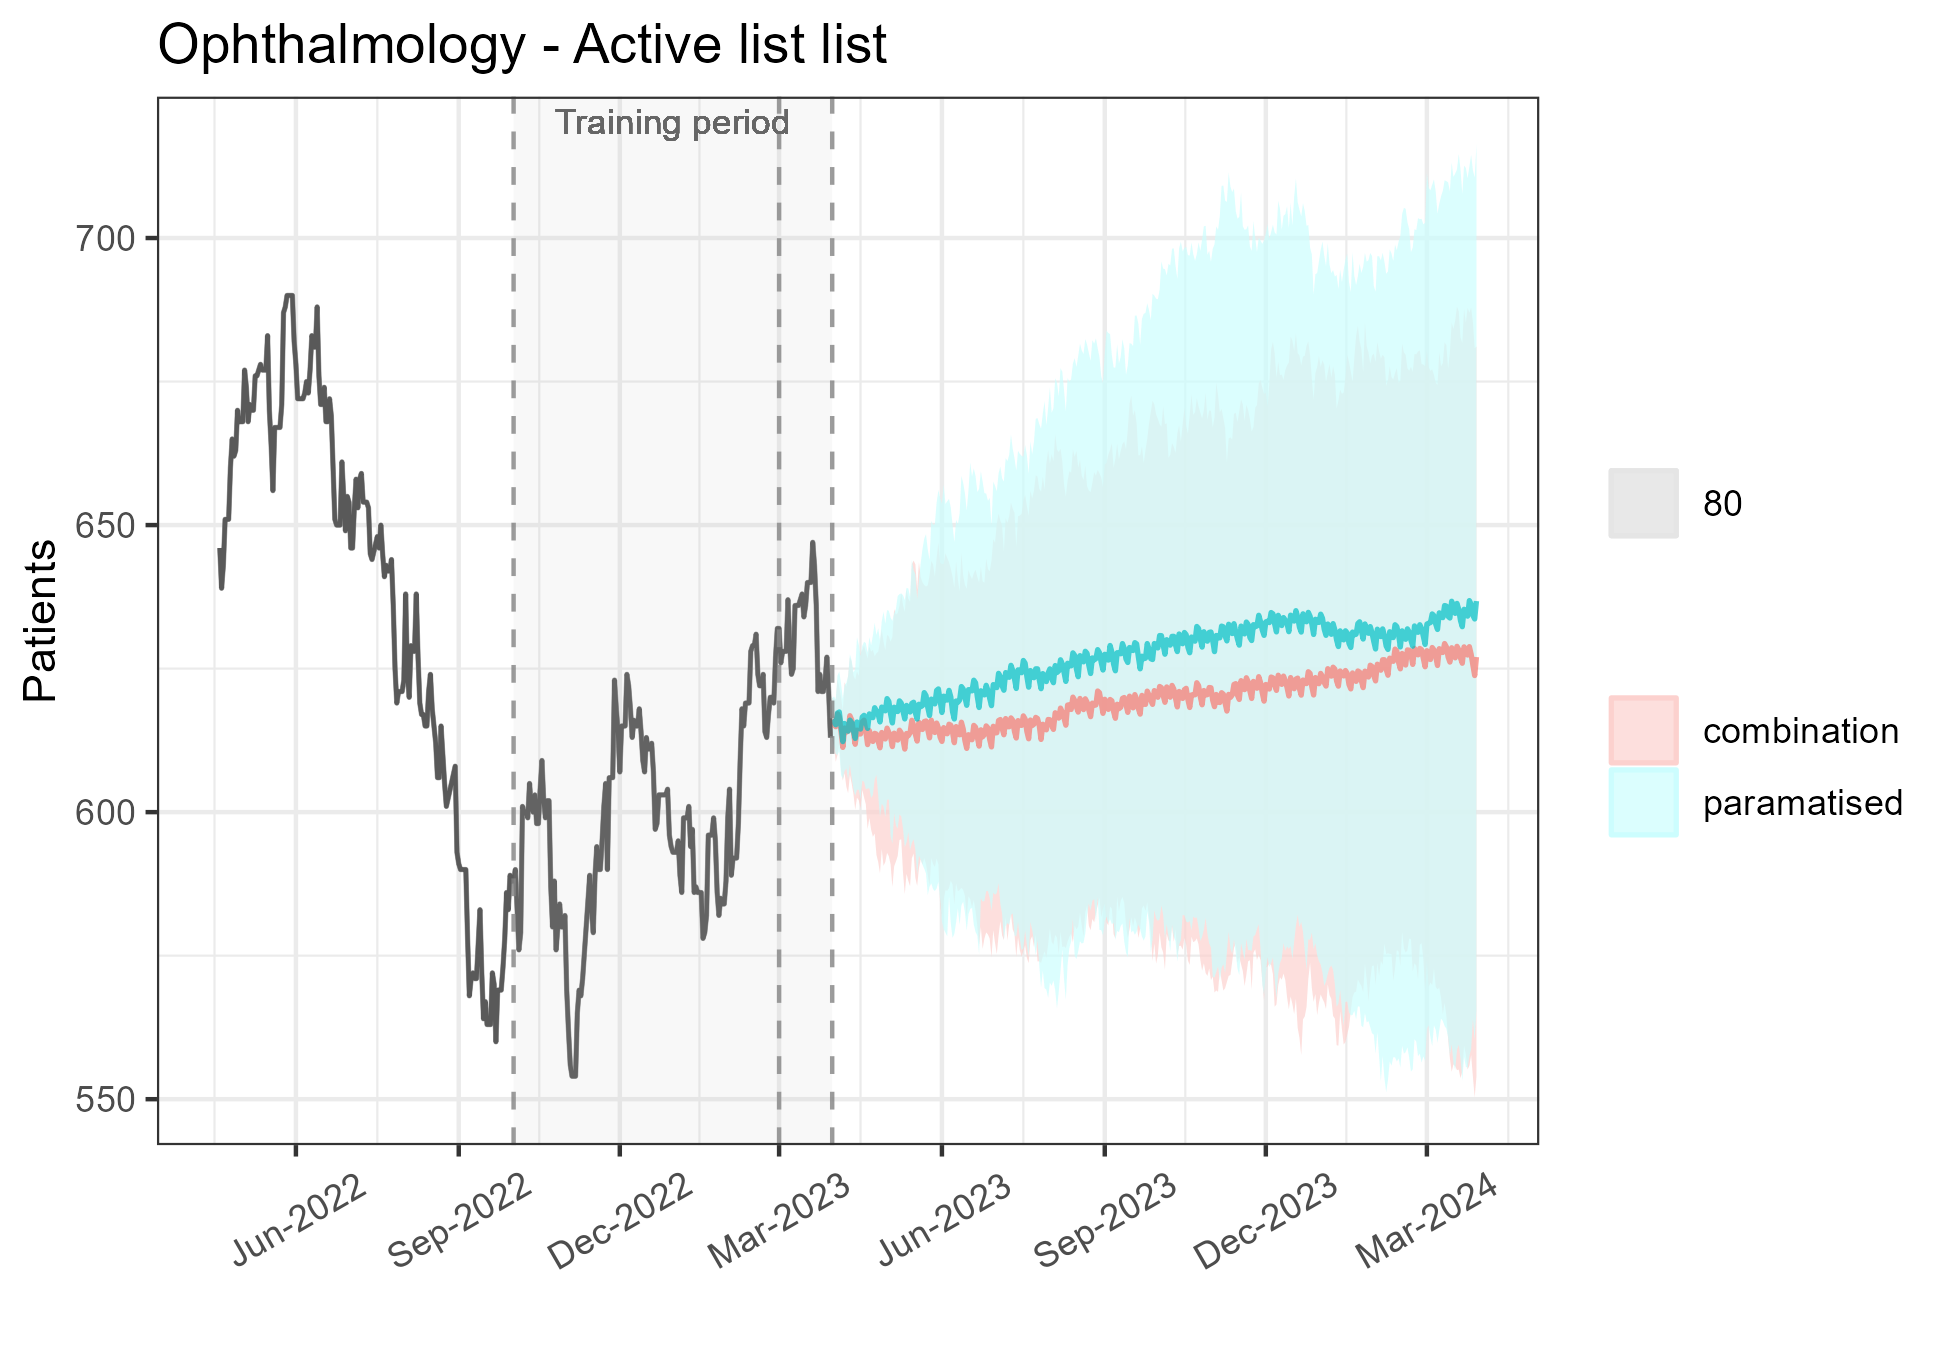 Ophthalmology - Active list list
Training period
Patients
700
650
600
550
Jun-2022
Sep-2022
Dec-2022
Mar-2023
Jun-2023
Sep-2023
Dec-2023
Mar-2024
80
combination
paramatised